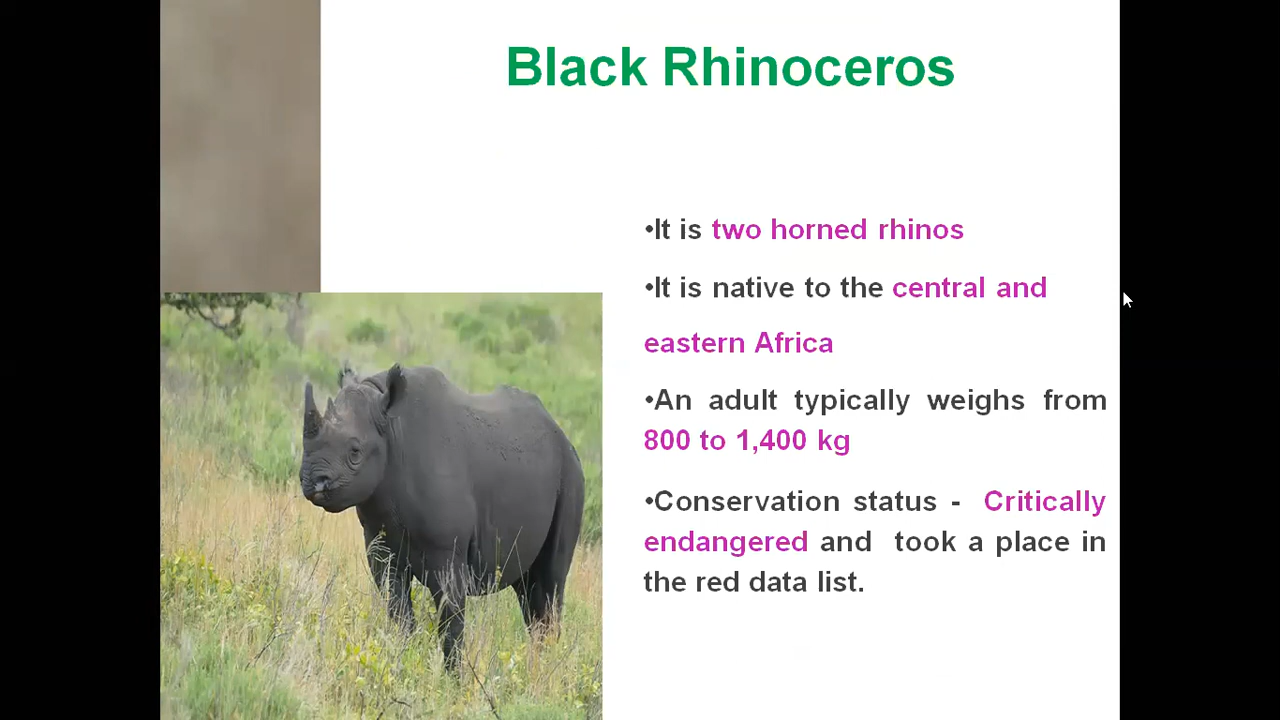 Black Rhinoceros
•It is two horned rhinos
•It is native to the central and
eastern Africa
•An adult typically weighs from
800 to 1,400 kg
•Conservation status - Critically
endangered and took a place in
the red data list.